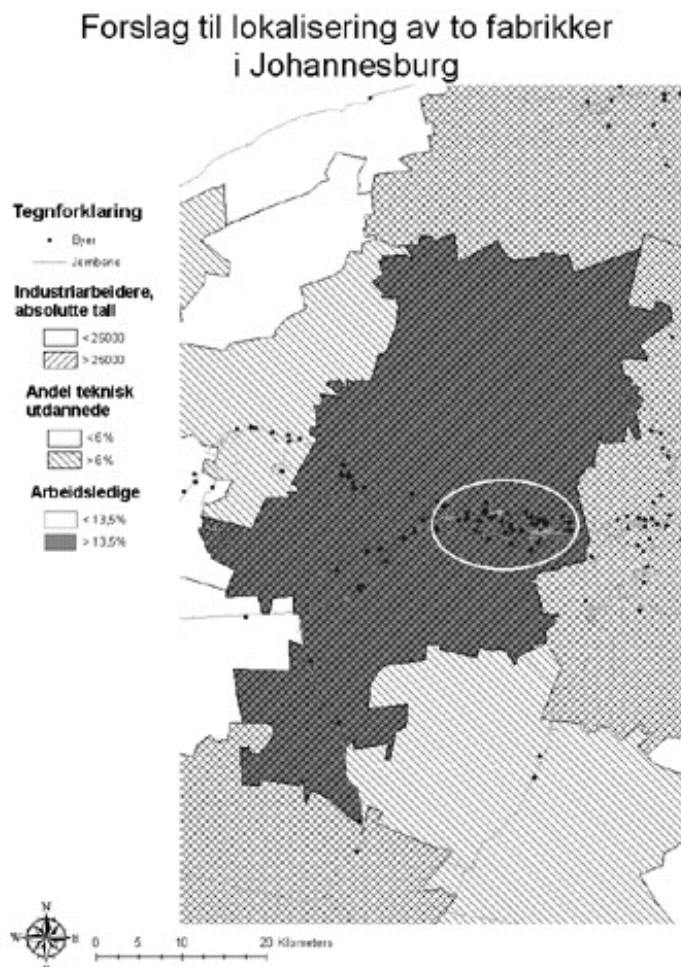 Forslag til lokalisering av to fabrikker
i Johannesburg
Tegnforklaring
Byer
Jernbane
Industriarbeidere,
absolutte tall
< 26000
> 26000
Andel teknisk
utdannede
< 6%
> 6%
Arbeidsledige
< 13,5%
> 13,5%
N
W
0 5 10 20 Kilometers